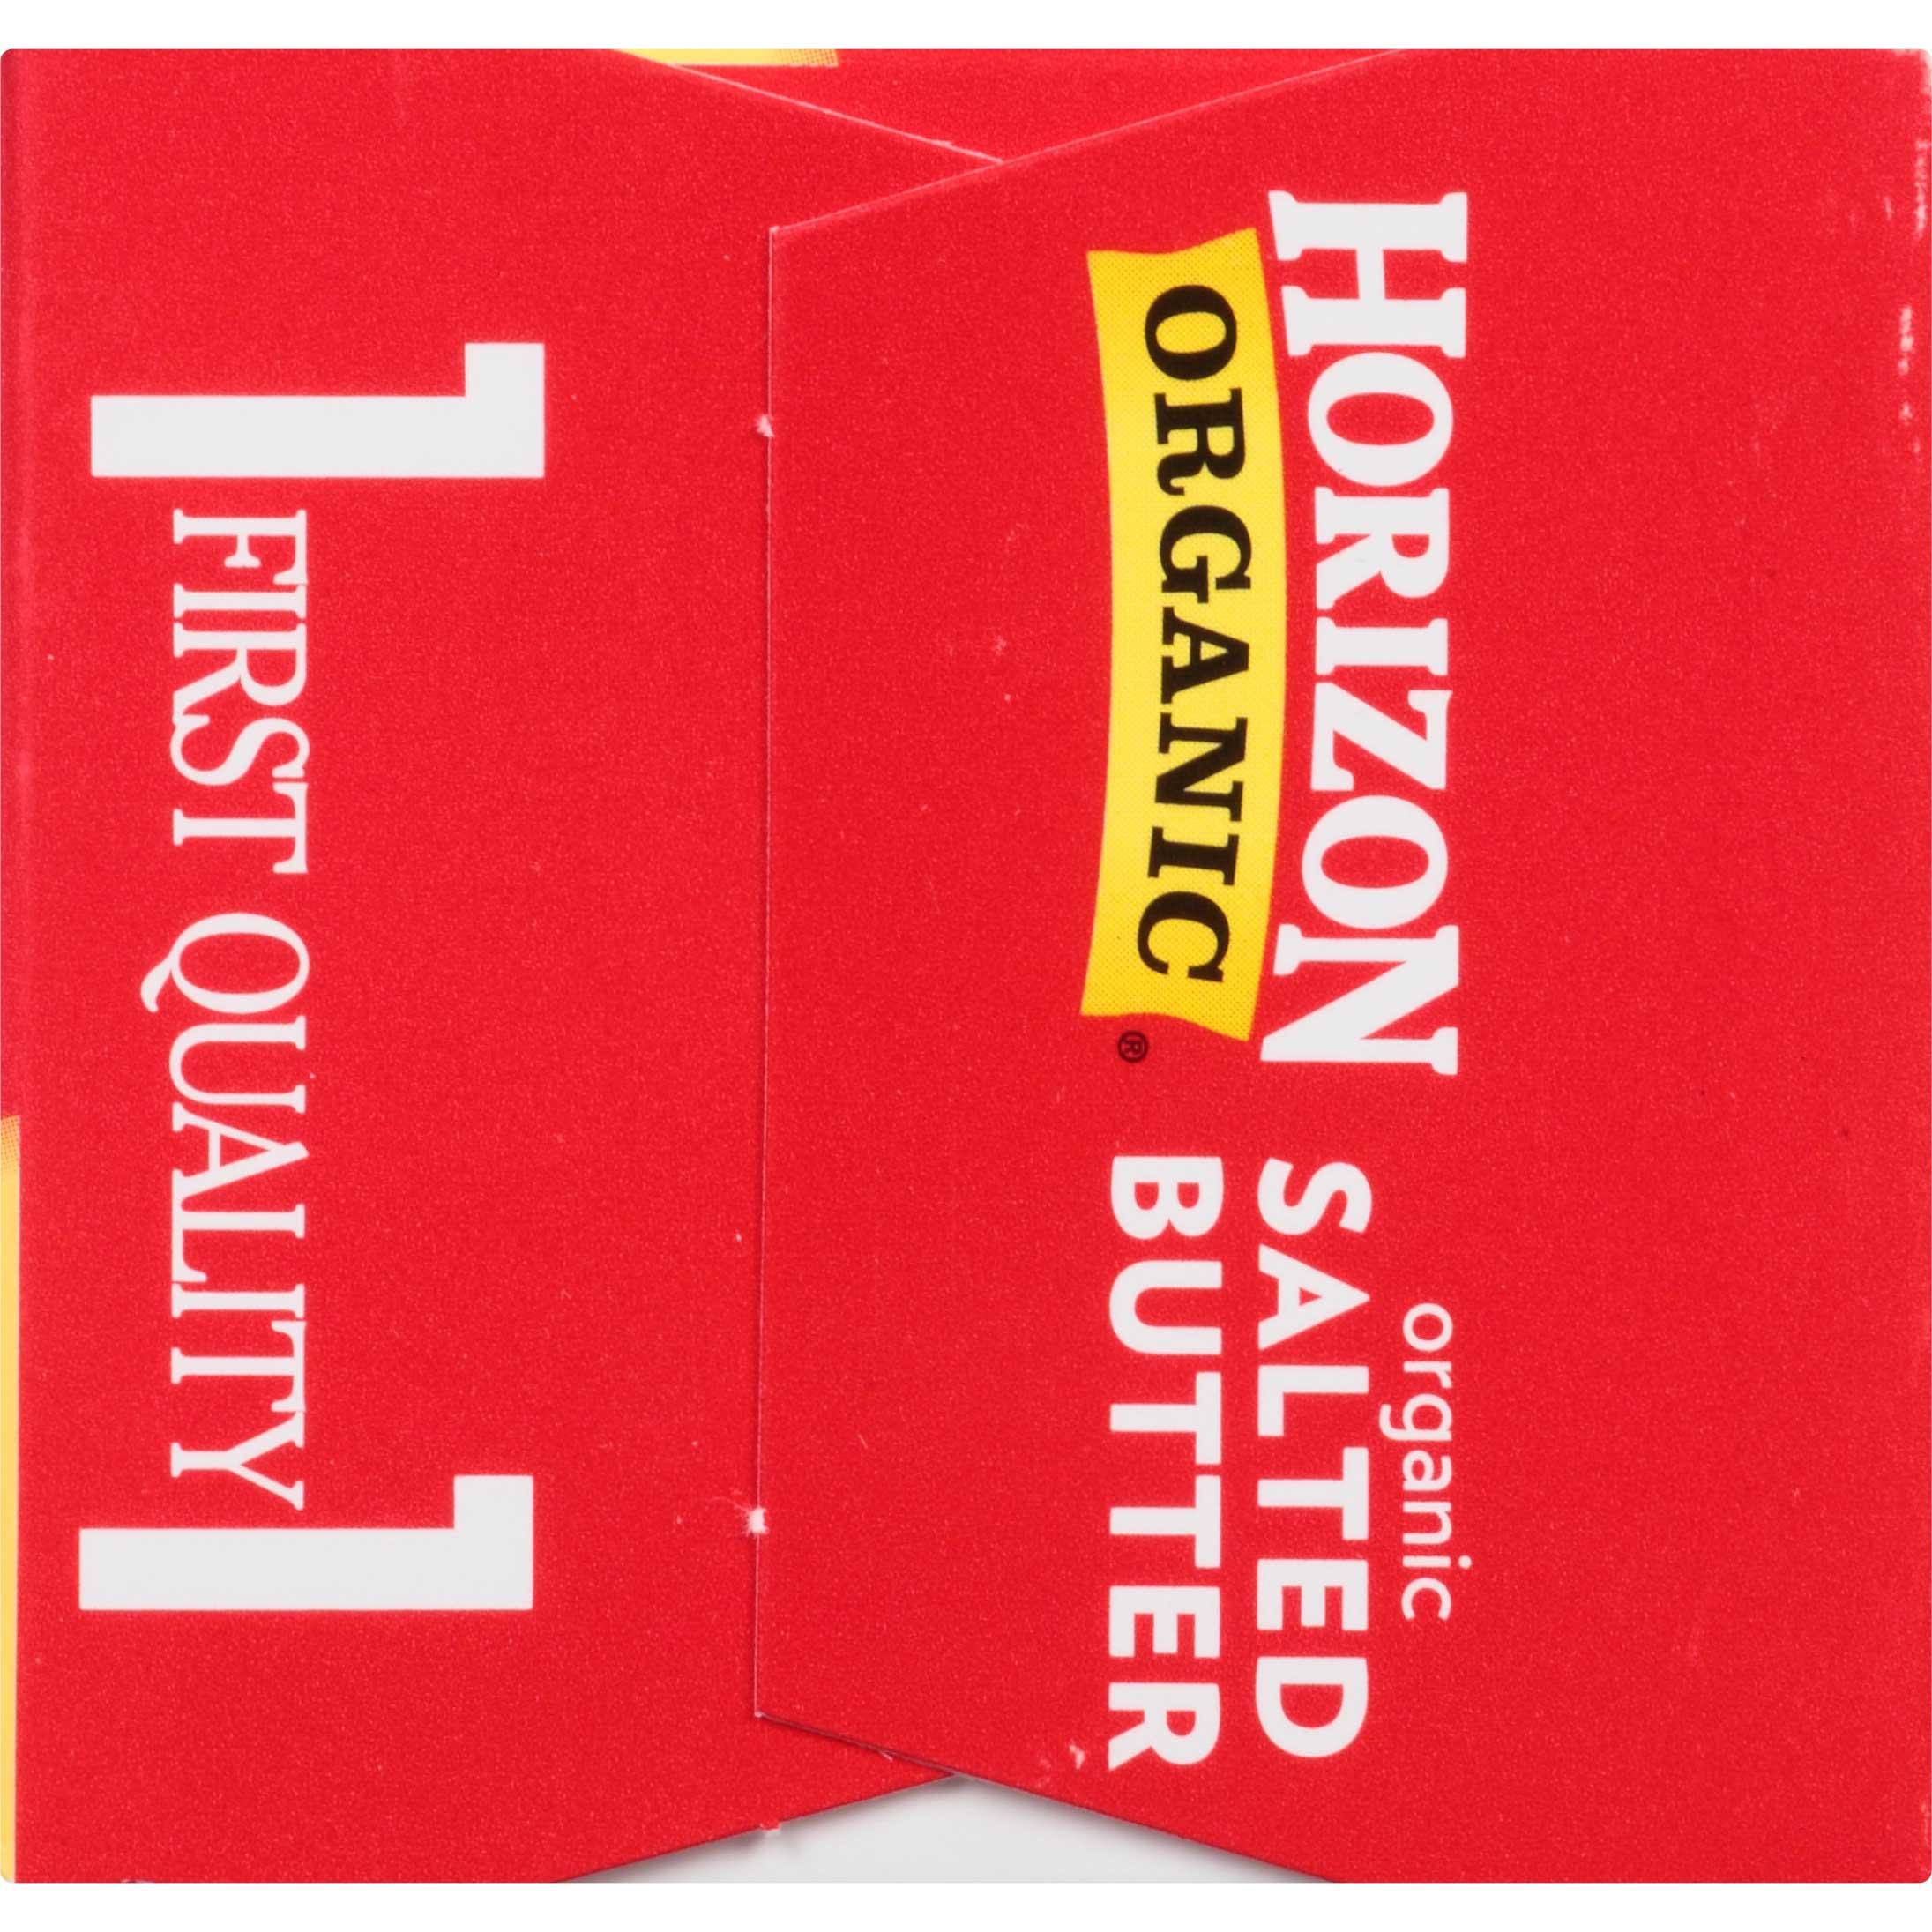 HORIZON
ORGANIC®
organic
SALTED
BUTTER
1 FIRST QUALITY 1